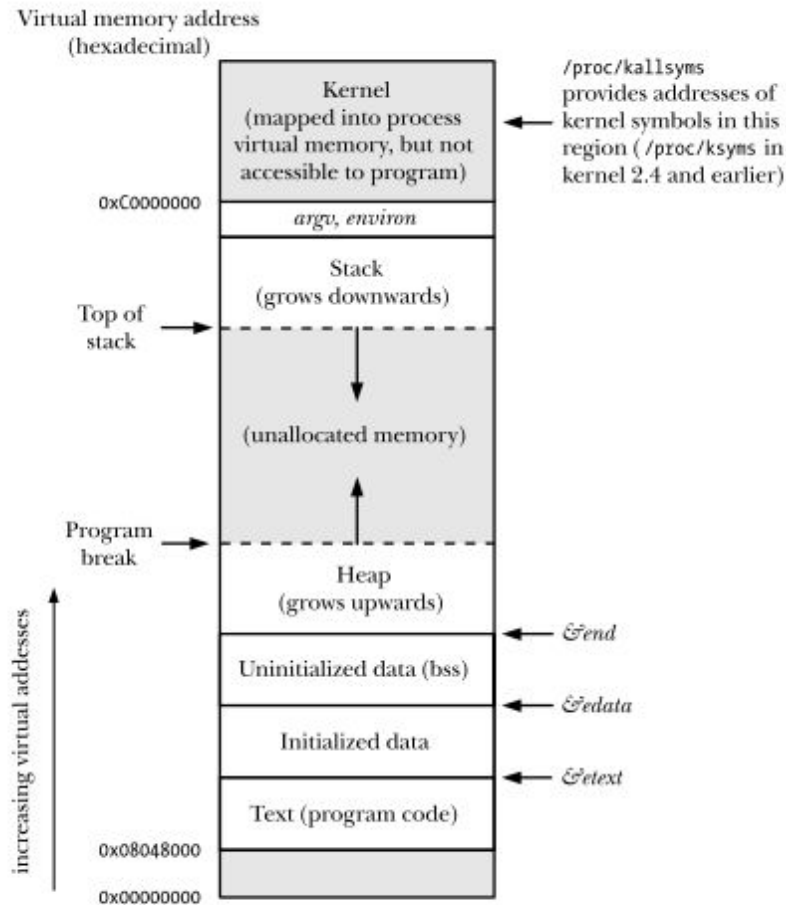 Virtual memory address
(hexadecimal)
/proc/kallsyms
provides addresses of
kernel symbols in this
region (/proc/ksyms in
kernel 2.4 and earlier)
Kernel
(mapped into process
virtual memory, but not
accessible to program)
0xC0000000
argv, environ
Stack
(grows downwards)
Top of
stack
(unallocated memory)
Program
break
Heap
(grows upwards)
&end
Uninitialized data (bss)
&edata
Initialized data
&etext
Text (program code)
0x08048000
0x00000000
increasing virtual addesses